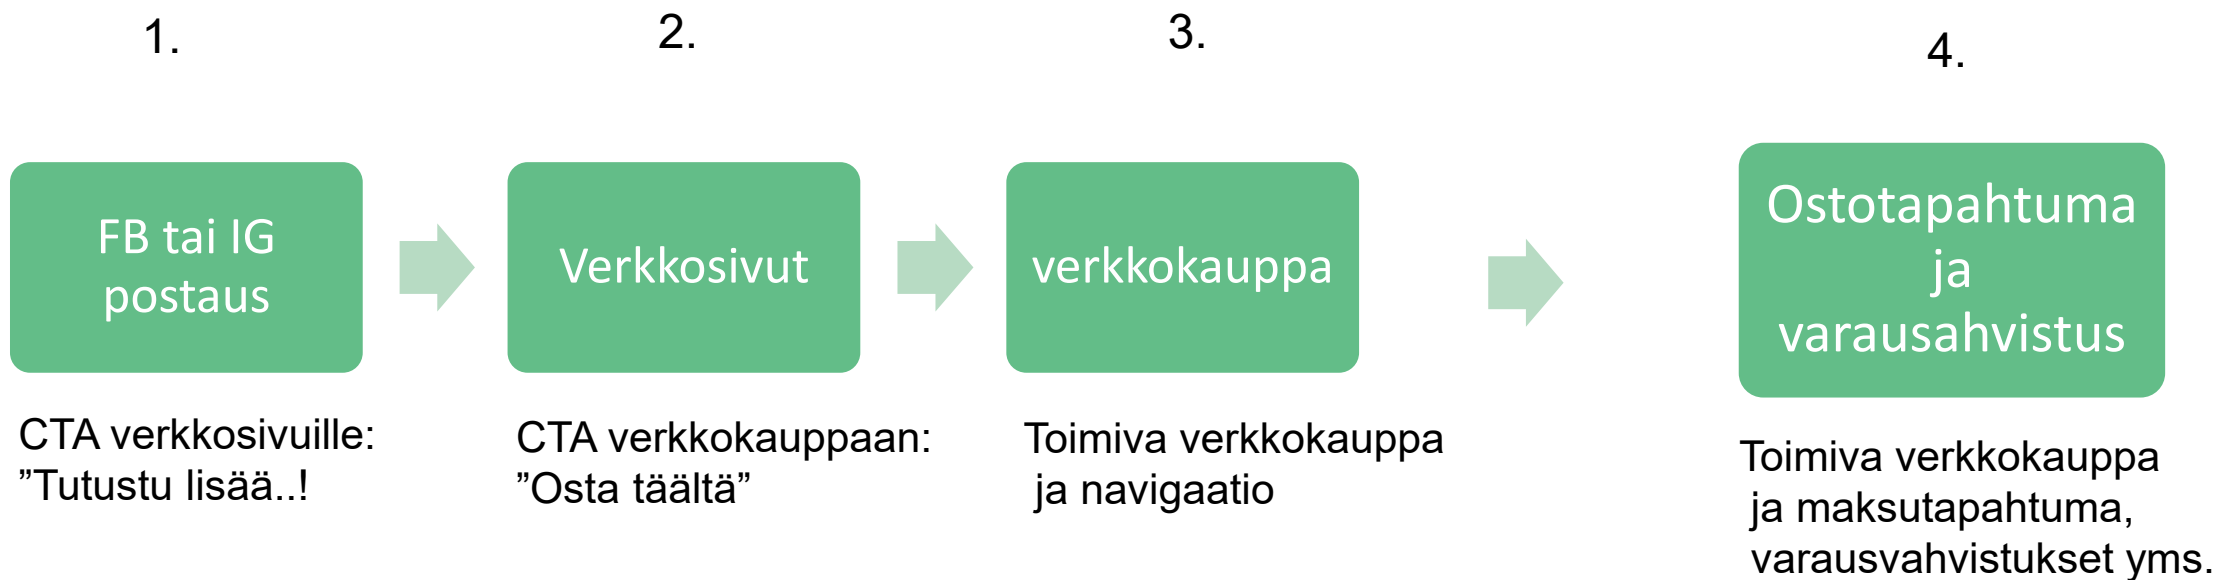 1.
2.
3.
4.
FB tai IG
postaus
Verkkosivut
verkkokauppa
Ostotapahtuma
ja
varausahvistus
CTA verkkosivuille:
”Tutustu lisää..!
CTA verkkokauppaan:
”Osta täältä”
Toimiva verkkokauppa
ja navigaatio
Toimiva verkkokauppa
ja maksutapahtuma,
varausvahvistukset yms.